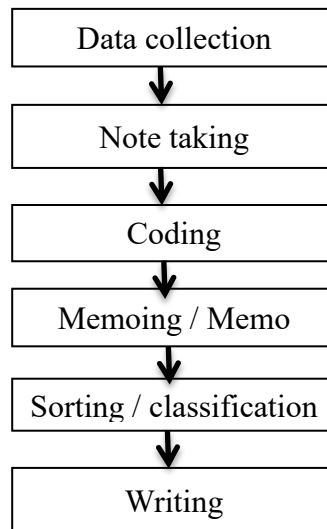 Data collection
Note taking
Coding
Memoing / Memo
Sorting / classification
Writing